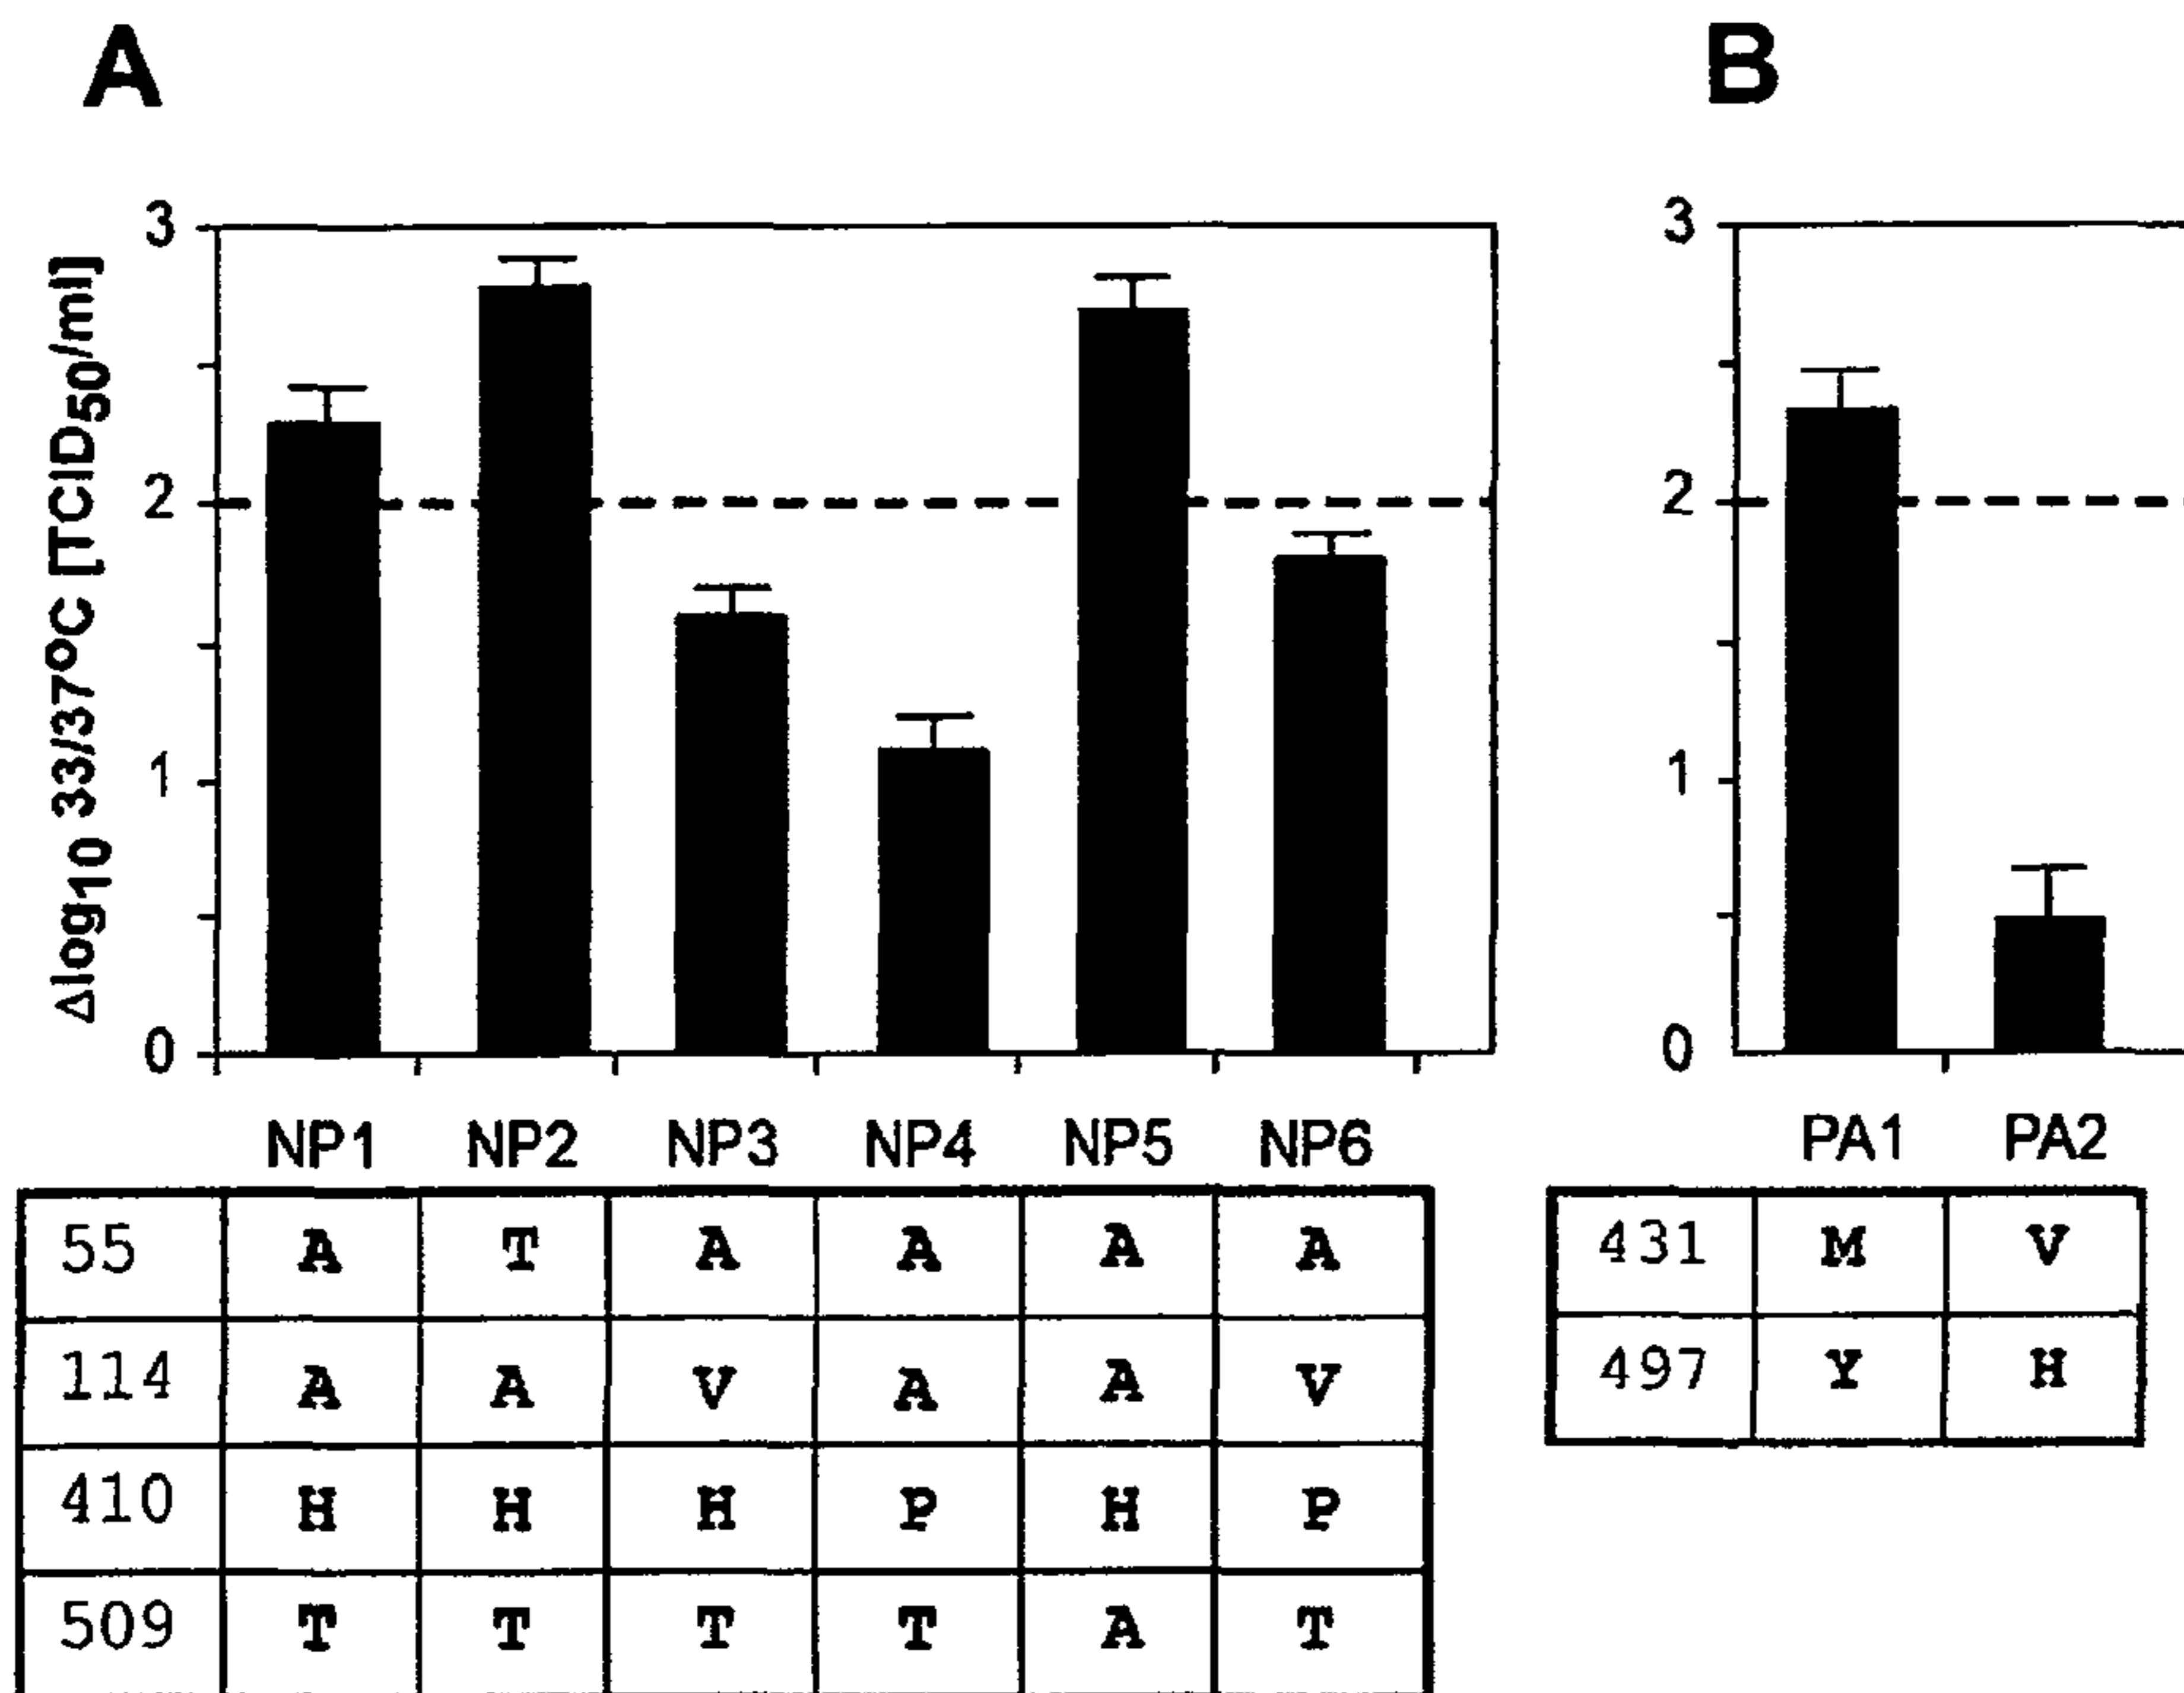 A
B
Δlog10 33/37ºC [TCID50/ml]
3
2
1
0
3
2
1
0
NP1 NP2 NP3 NP4 NP5 NP6
PA1 PA2
55 A T A A A A
114 A A V A A V
410 H H H P H P
509 T T T T A T
431 M V
497 Y H